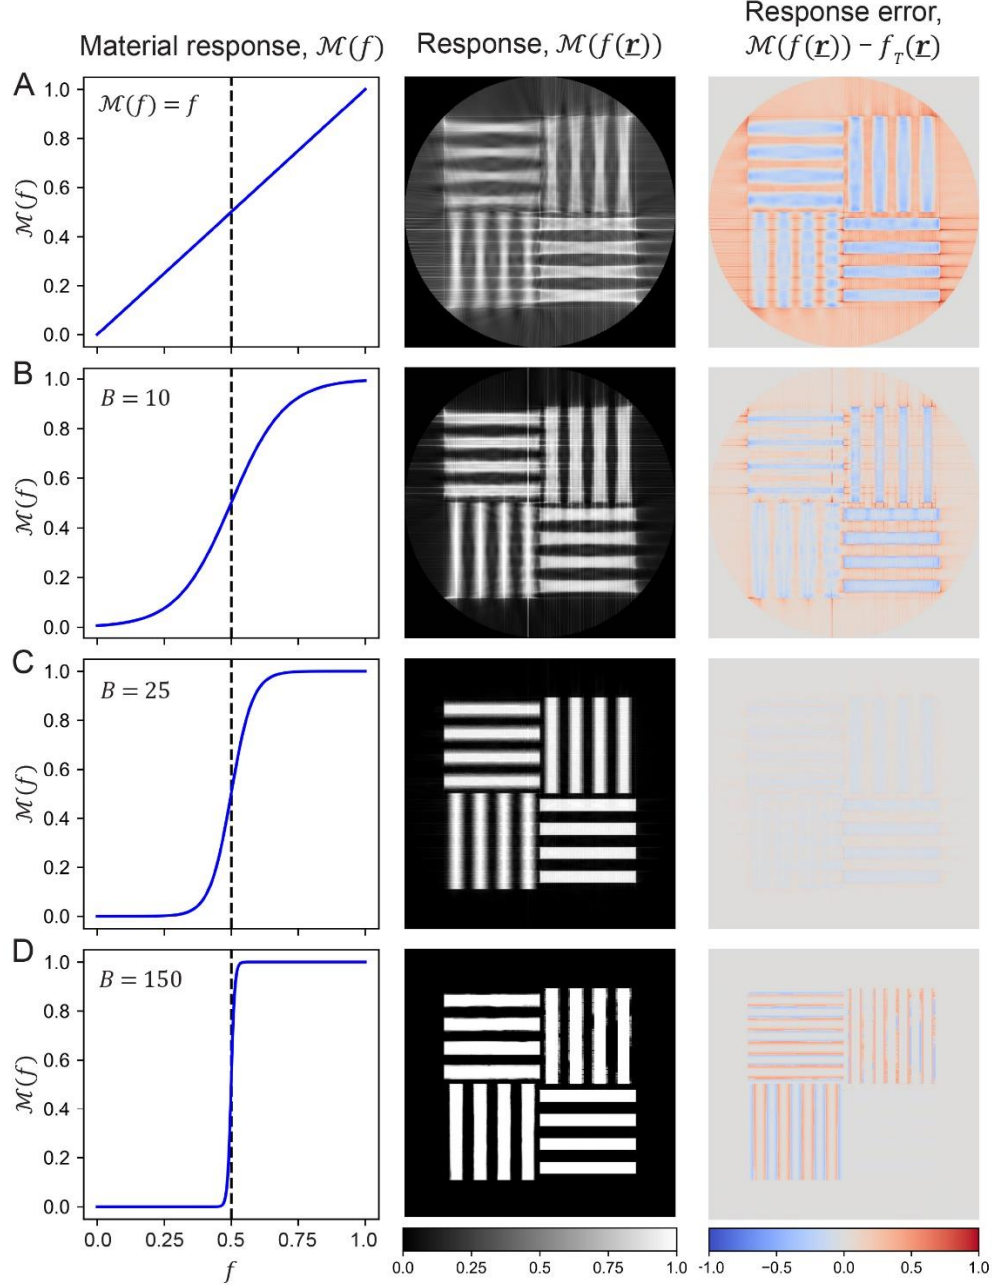 Material response, ℳ(f)
Response, ℳ(f(r))
Response error,
ℳ(f(r)) − f_T(r)
A
ℳ(f) = f
1.0
0.8
0.6
0.4
0.2
0.0
ℳ(f)
B
B = 10
1.0
0.8
0.6
0.4
0.2
0.0
ℳ(f)
C
B = 25
1.0
0.8
0.6
0.4
0.2
0.0
ℳ(f)
D
B = 150
1.0
0.8
0.6
0.4
0.2
0.0
ℳ(f)
0.0 0.25 0.5 0.75 1.0
f
0.0 0.25 0.5 0.75 1.0
-1.0 −0.5 0.0 0.5 1.0